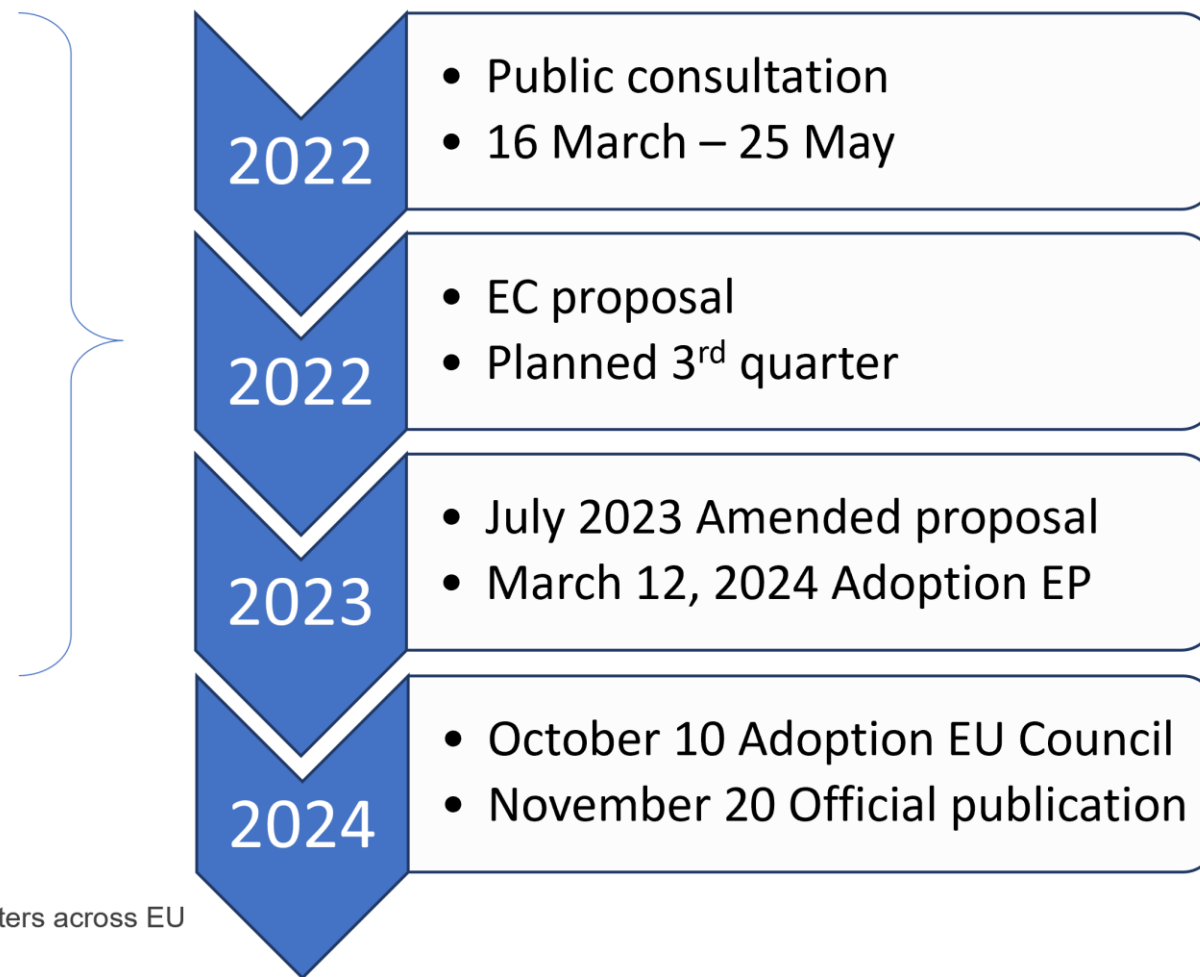 2022
• Public consultation
• 16 March – 25 May
2022
• EC proposal
• Planned 3rd quarter
2023
• July 2023 Amended proposal
• March 12, 2024 Adoption EP
2024
• October 10 Adoption EU Council
• November 20 Official publication
across EU